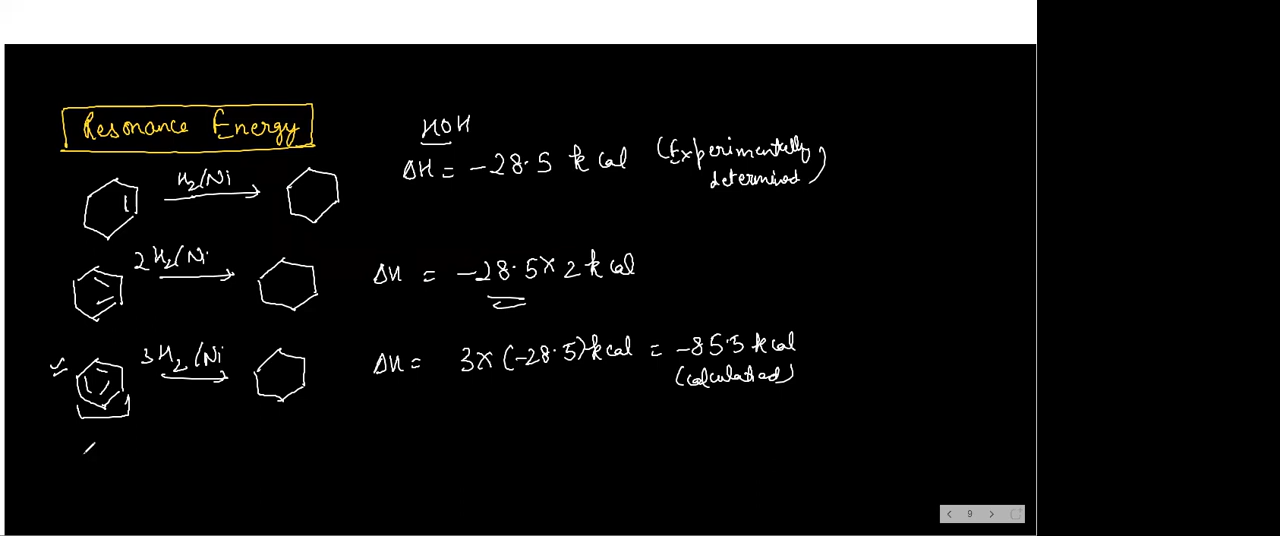 Resonance Energy
HOH
H2/Ni
ΔH = -28.5 kcal (Experimentally determined)
2H2/Ni
ΔH = -28.5×2 kcal
3H2/Ni
ΔH = 3×(-28.5) kcal = -85.5 kcal
(calculated)
9